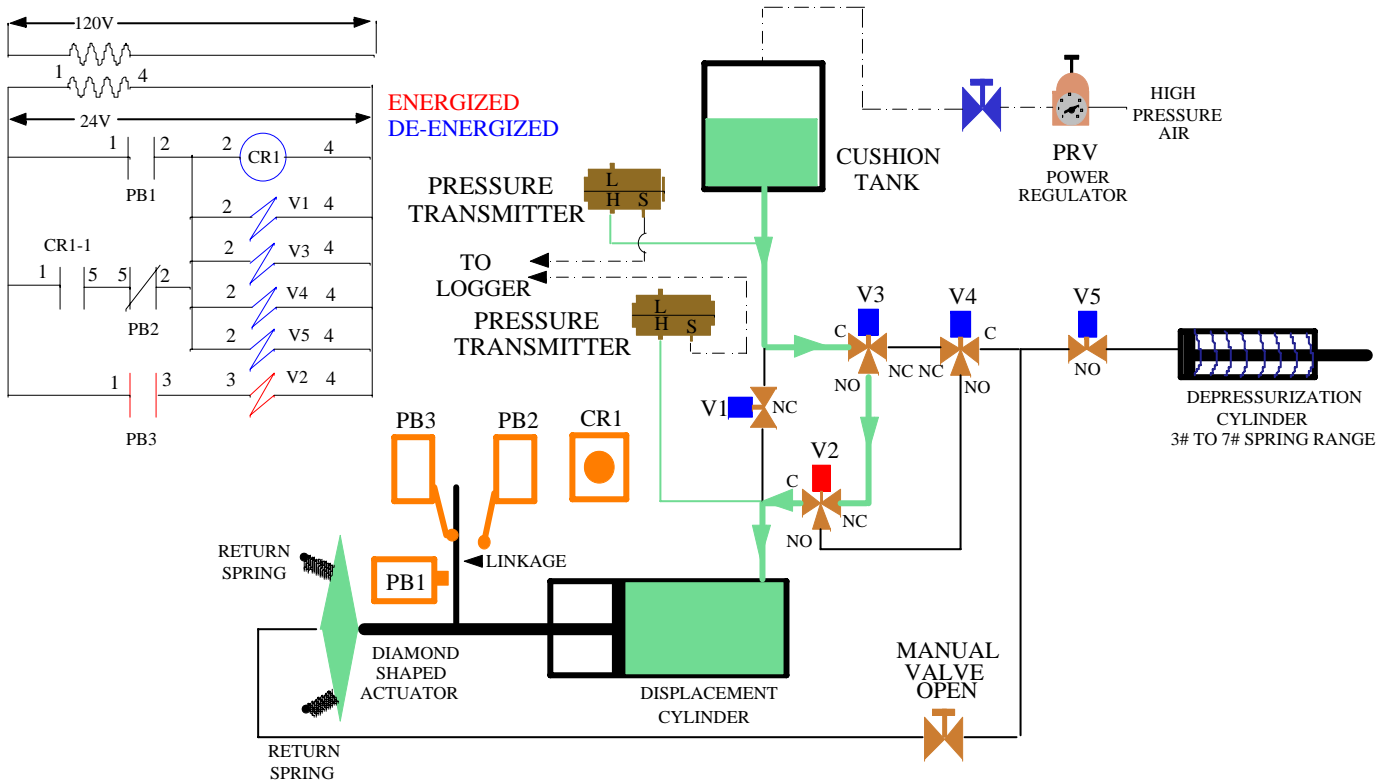 120V
1
4
24V
ENERGIZED
DE-ENERGIZED
1 2 2 CR1 4
PB1
2 V1 4
CR1-1
2 V3 4
1 5 5 2
2 V4 4
PB2
2 V5 4
1 3 3 V2 4
PB3
CUSHION
TANK
PRV
POWER
REGULATOR
HIGH
PRESSURE
AIR
PRESSURE
TRANSMITTER
L
H S
TO
LOGGER
PRESSURE
TRANSMITTER
L
H S
V3
C
NC
NO
V4
C
NC
NO
V5
NO
DEPRESSURIZATION
CYLINDER
3# TO 7# SPRING RANGE
V1
NC
V2
C
NC
NO
PB3
PB2
CR1
LINKAGE
PB1
RETURN
SPRING
DIAMOND
SHAPED
ACTUATOR
DISPLACEMENT
CYLINDER
MANUAL
VALVE
OPEN
RETURN
SPRING